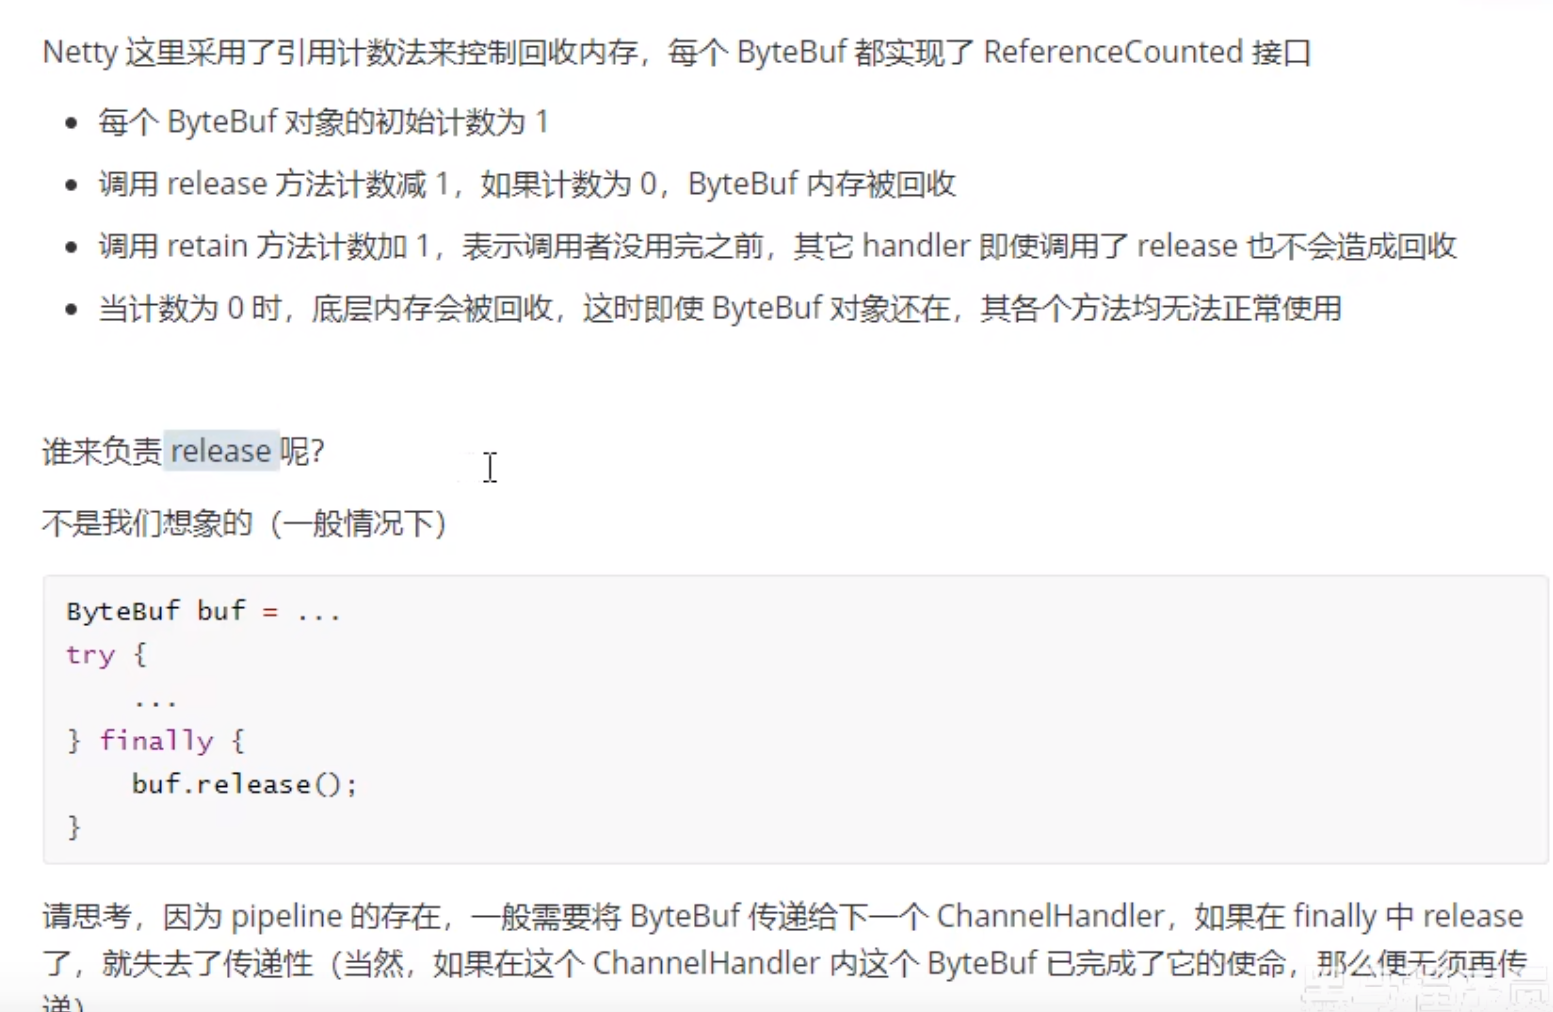 Netty 这里采用了引用计数法来控制回收内存，每个 ByteBuf 都实现了 ReferenceCounted 接口
• 每个 ByteBuf 对象的初始计数为 1
• 调用 release 方法计数减 1，如果计数为 0，ByteBuf 内存被回收
• 调用 retain 方法计数加 1，表示调用者没用完之前，其它 handler 即使调用了 release 也不会造成回收
• 当计数为 0 时，底层内存会被回收，这时即使 ByteBuf 对象还在，其各个方法均无法正常使用
谁来负责 release 呢？
不是我们想象的（一般情况下）
ByteBuf buf = ...
try {
    ...
} finally {
    buf.release();
}
请思考，因为 pipeline 的存在，一般需要将 ByteBuf 传递给下一个 ChannelHandler，如果在 finally 中 release
了，就失去了传递性（当然，如果在这个 ChannelHandler 内这个 ByteBuf 已完成了它的使命，那么便无须再传
递）
黑马程序员